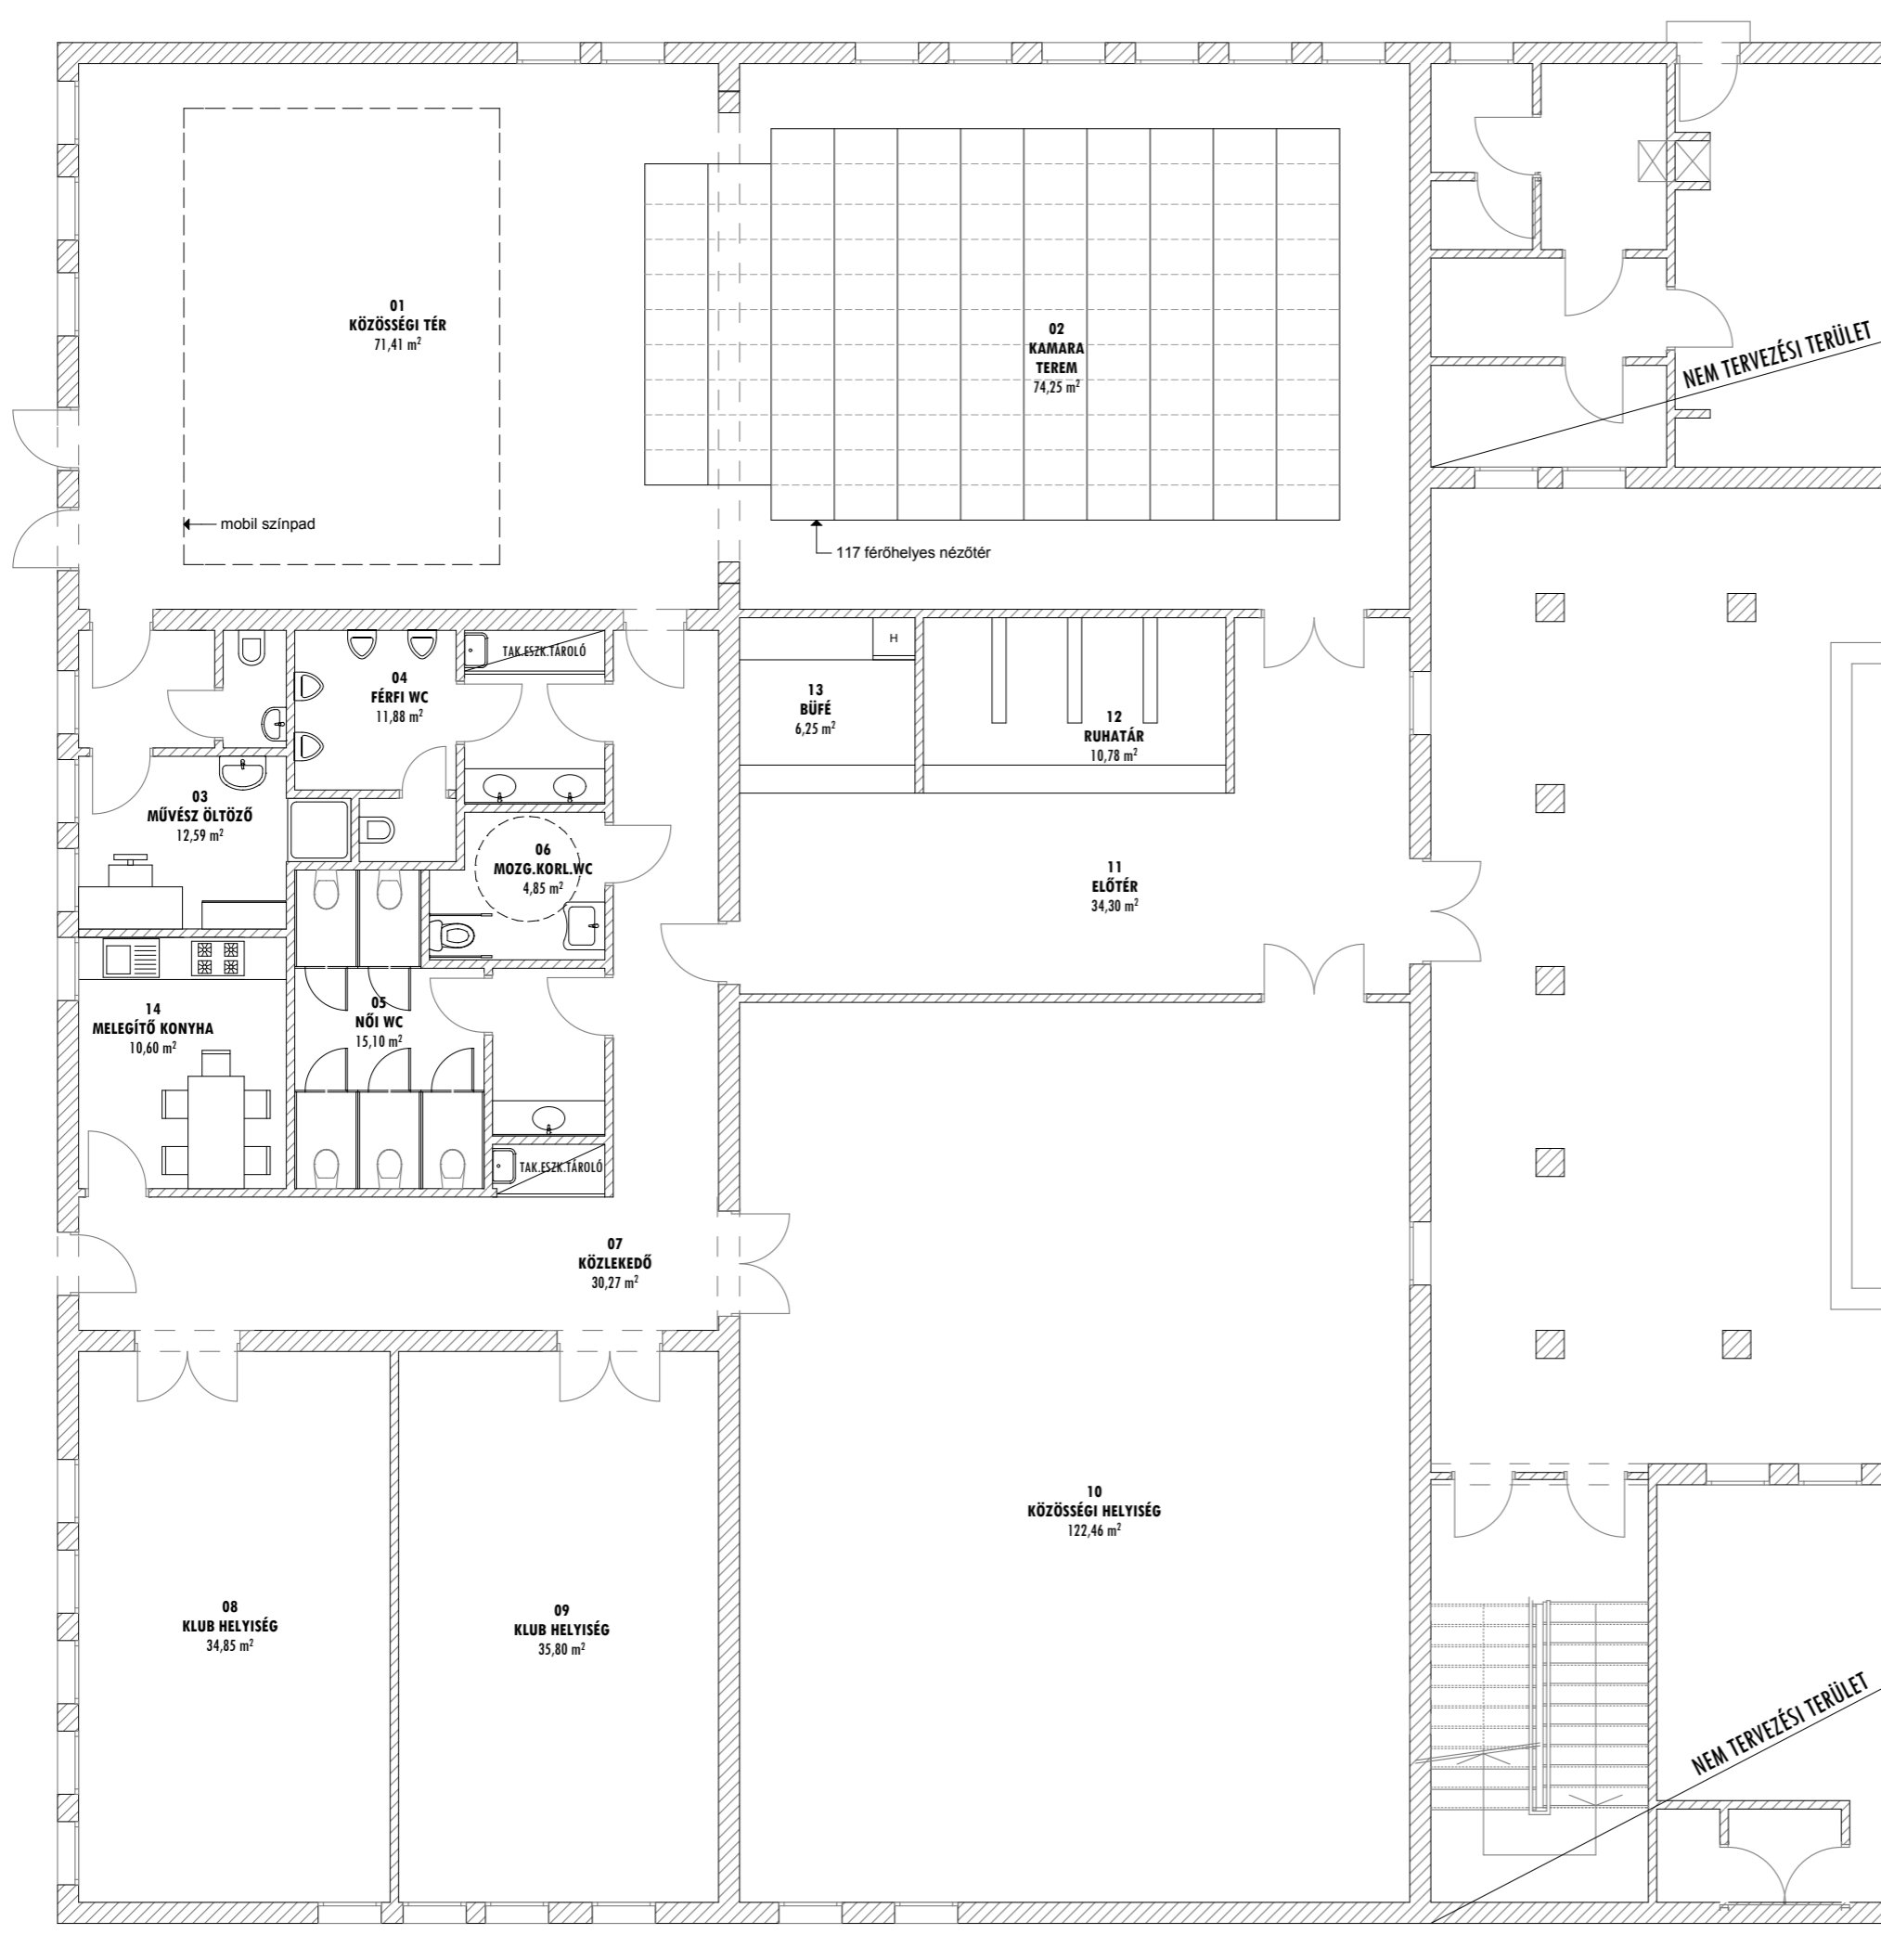 01
KÖZÖSSÉGI TÉR
71,41 m²
02
KAMARA
TEREM
74,25 m²
NEM TERVEZÉSI TERÜLET
mobil színpad
117 férőhelyes nézőtér
TAK.ESZK.TÁROLÓ
H
04
FÉRFI WC
11,88 m²
13
BÜFÉ
6,25 m²
12
RUHATÁR
10,78 m²
03
MŰVÉSZ ÖLTÖZŐ
12,59 m²
06
MOZG.KORL.WC
4,85 m²
11
ELŐTÉR
34,30 m²
14
MELEGÍTŐ KONYHA
10,60 m²
05
NŐI WC
15,10 m²
TAK.ESZK.TÁROLÓ
07
KÖZLEKEDŐ
30,27 m²
10
KÖZÖSSÉGI HELYISÉG
122,46 m²
08
KLUB HELYISÉG
34,85 m²
09
KLUB HELYISÉG
35,80 m²
NEM TERVEZÉSI TERÜLET